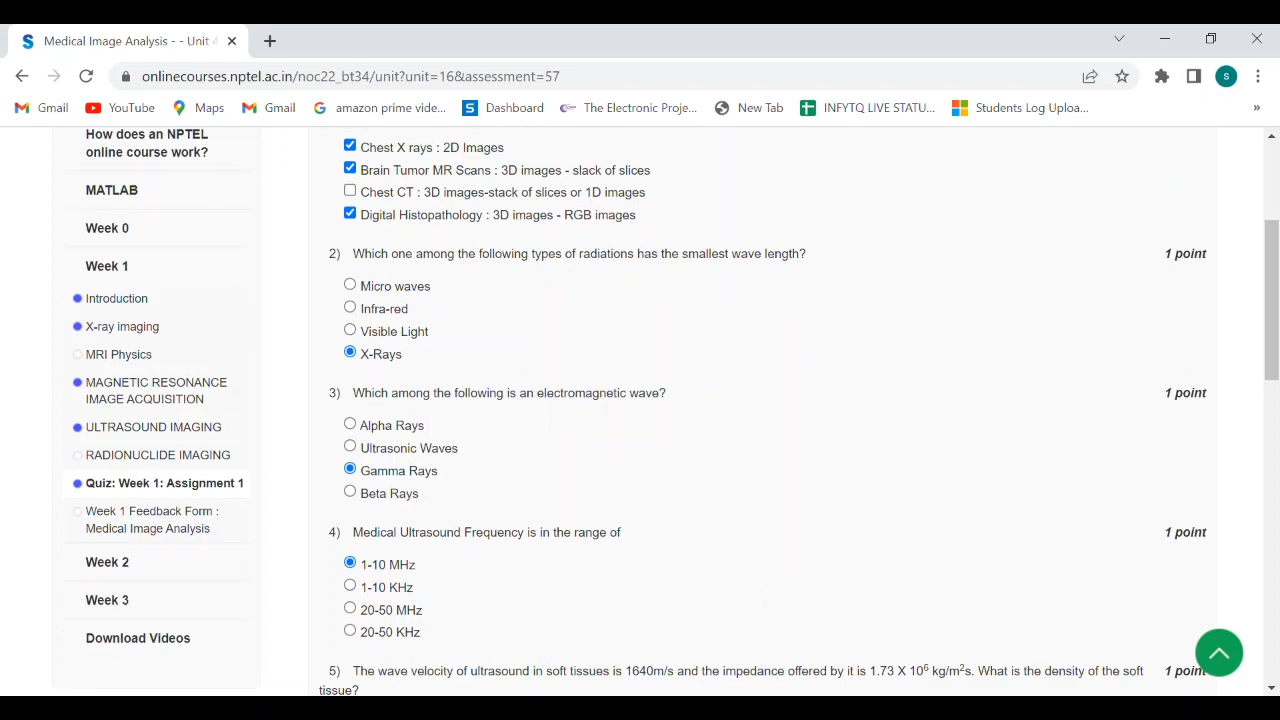 Medical Image Analysis - - Unit 4
onlinecourses.nptel.ac.in/noc22_bt34/unit?unit=16&assessment=57
S
Gmail
YouTube
Maps
Gmail
amazon prime vide...
Dashboard
The Electronic Proje...
New Tab
INFYTQ LIVE STATU...
Students Log Uploa...
»
How does an NPTEL
online course work?
MATLAB
Week 0
Week 1
Introduction
X-ray imaging
MRI Physics
MAGNETIC RESONANCE
IMAGE ACQUISITION
ULTRASOUND IMAGING
RADIONUCLIDE IMAGING
Quiz: Week 1: Assignment 1
Week 1 Feedback Form :
Medical Image Analysis
Week 2
Week 3
Download Videos
Chest X rays : 2D Images
Brain Tumor MR Scans : 3D images - slack of slices
Chest CT : 3D images-stack of slices or 1D images
Digital Histopathology : 3D images - RGB images
2) Which one among the following types of radiations has the smallest wave length? 1 point
Micro waves
Infra-red
Visible Light
X-Rays
3) Which among the following is an electromagnetic wave? 1 point
Alpha Rays
Ultrasonic Waves
Gamma Rays
Beta Rays
4) Medical Ultrasound Frequency is in the range of 1 point
1-10 MHz
1-10 KHz
20-50 MHz
20-50 KHz
5) The wave velocity of ultrasound in soft tissues is 1640m/s and the impedance offered by it is 1.73 X 10⁶ kg/m²s. What is the density of the soft 1 point
tissue?